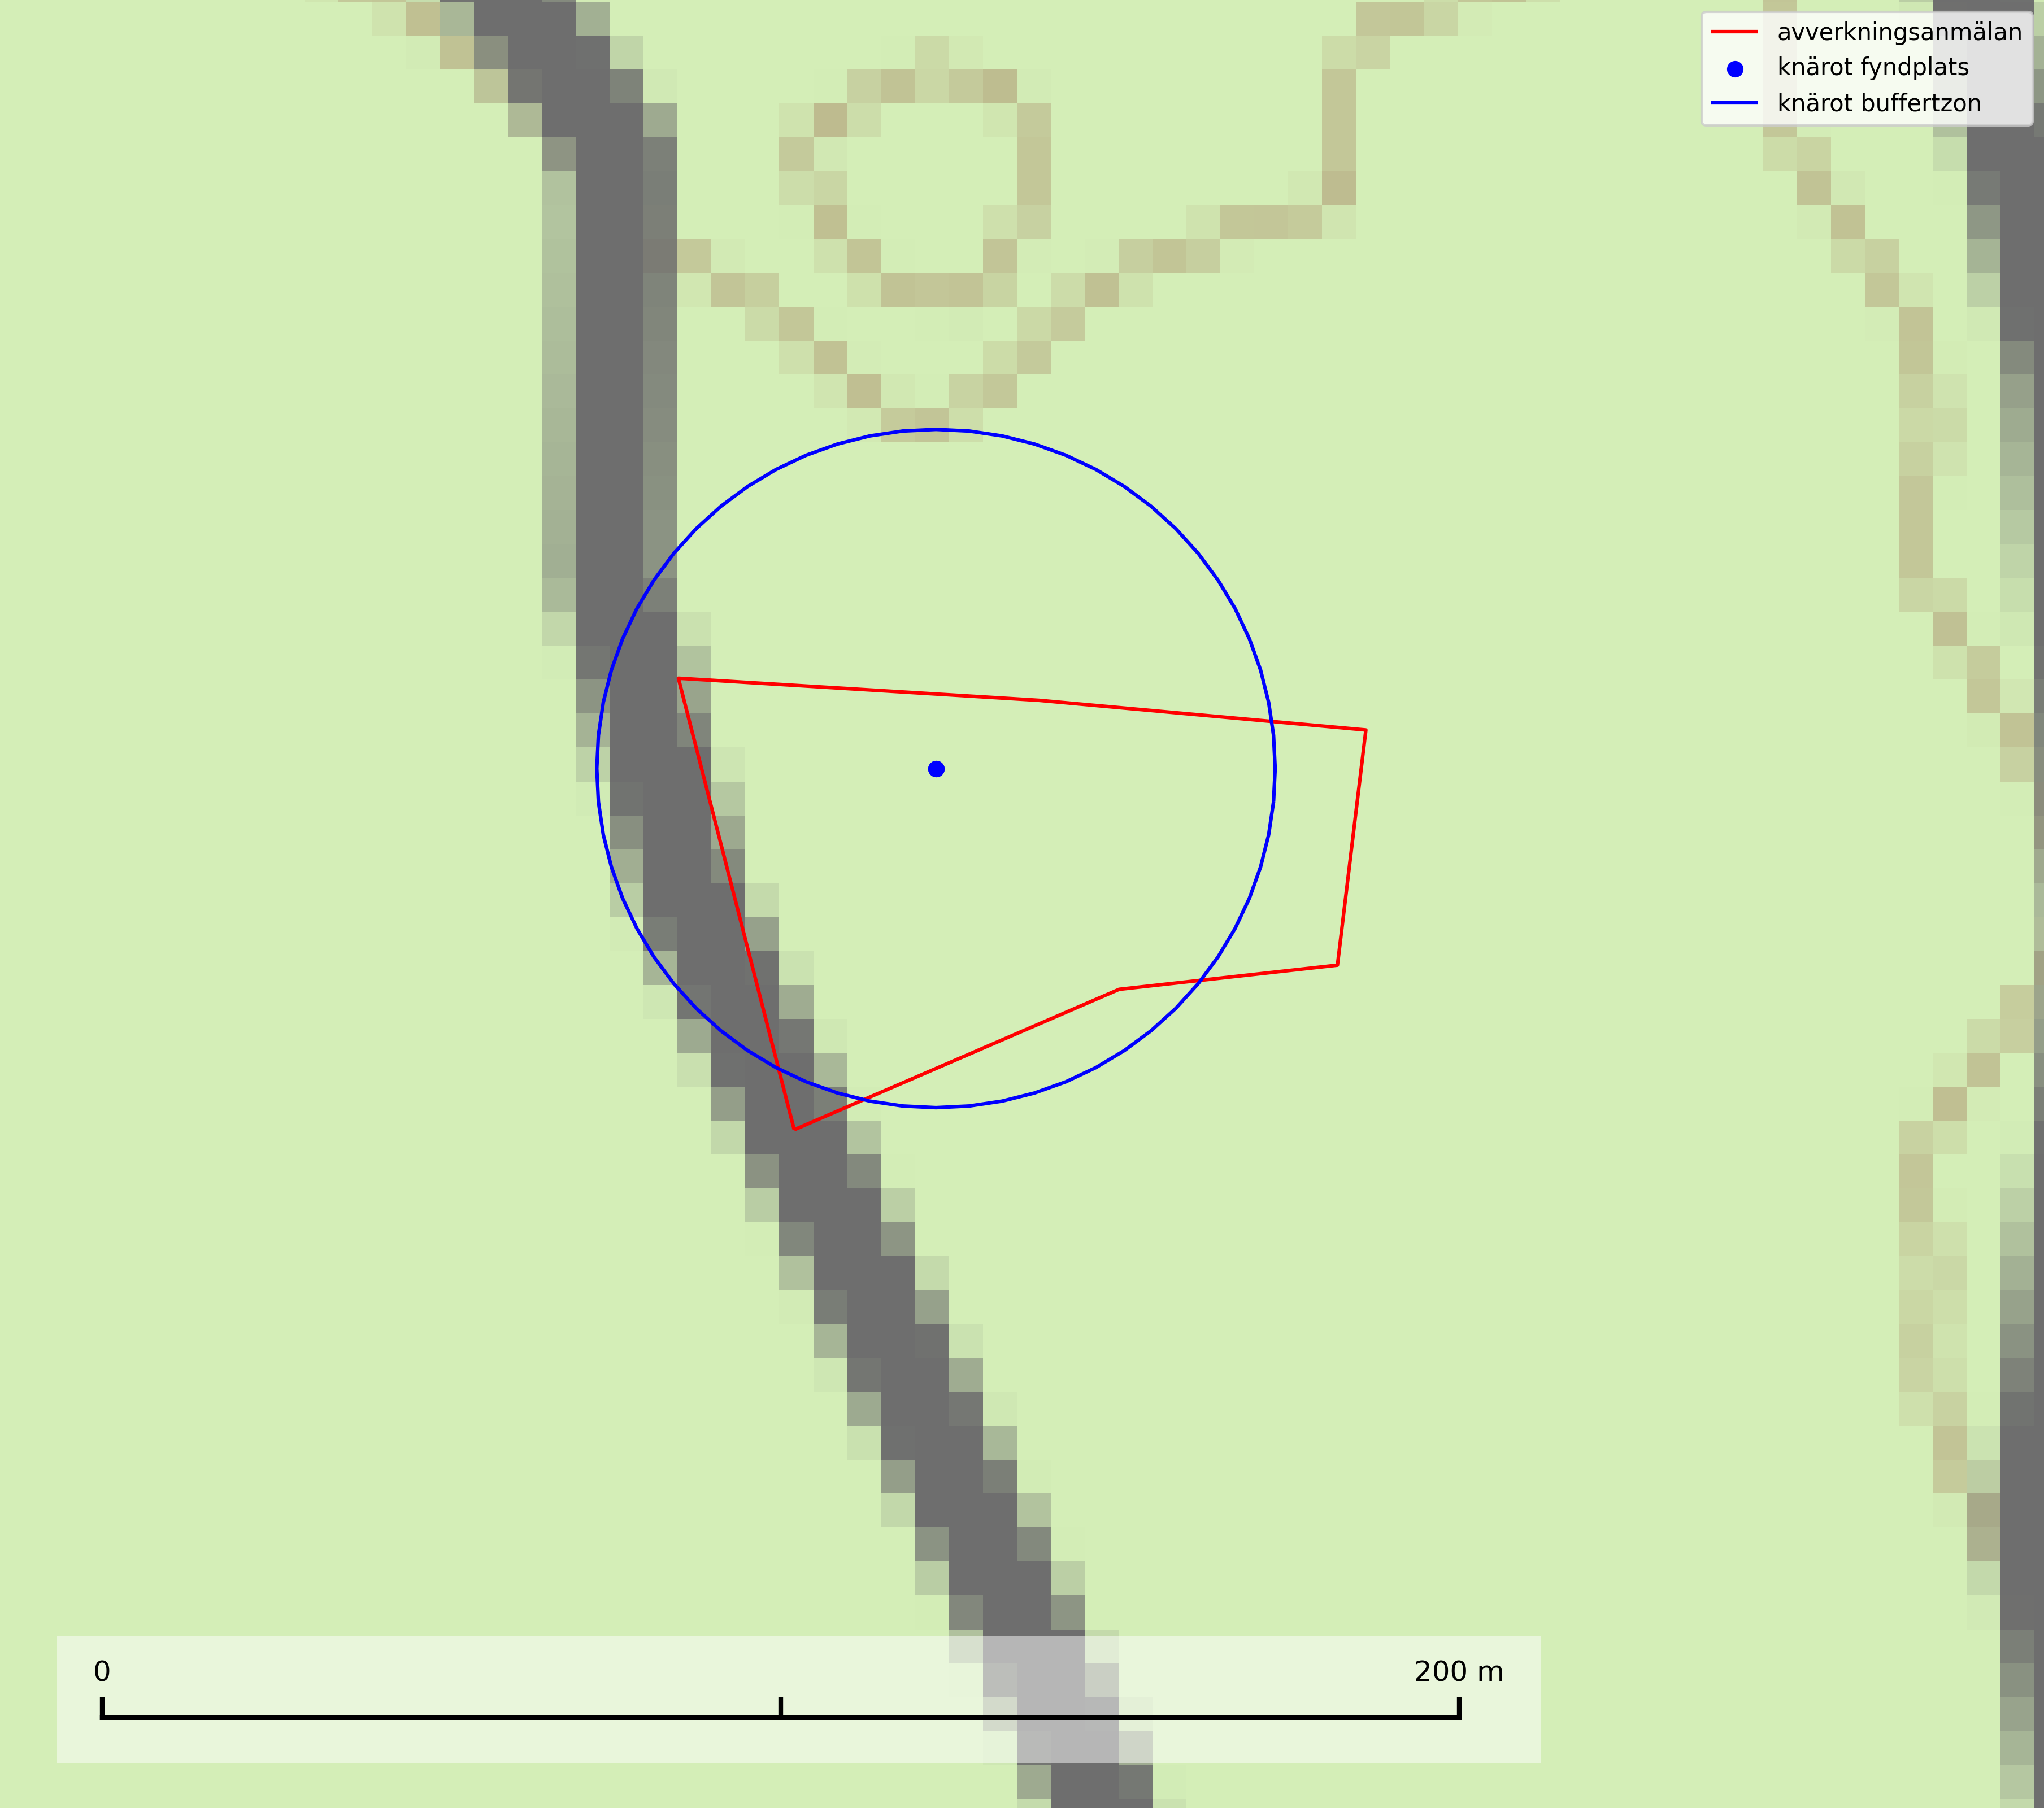 avverkningsanmälan
knärot fyndplats
knärot buffertzon
0
200 m